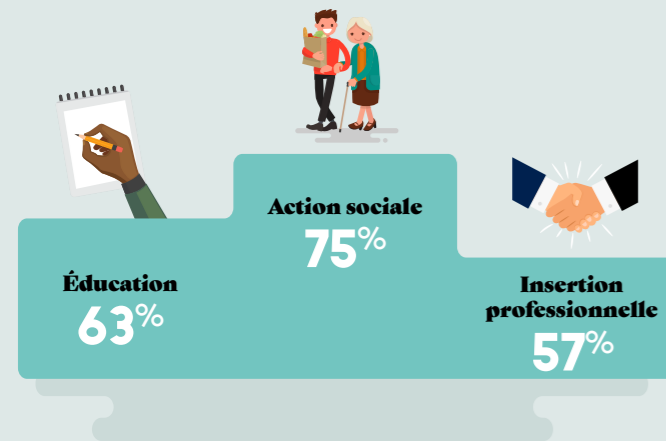 Éducation
63%
Action sociale
75%
Insertion
professionnelle
57%